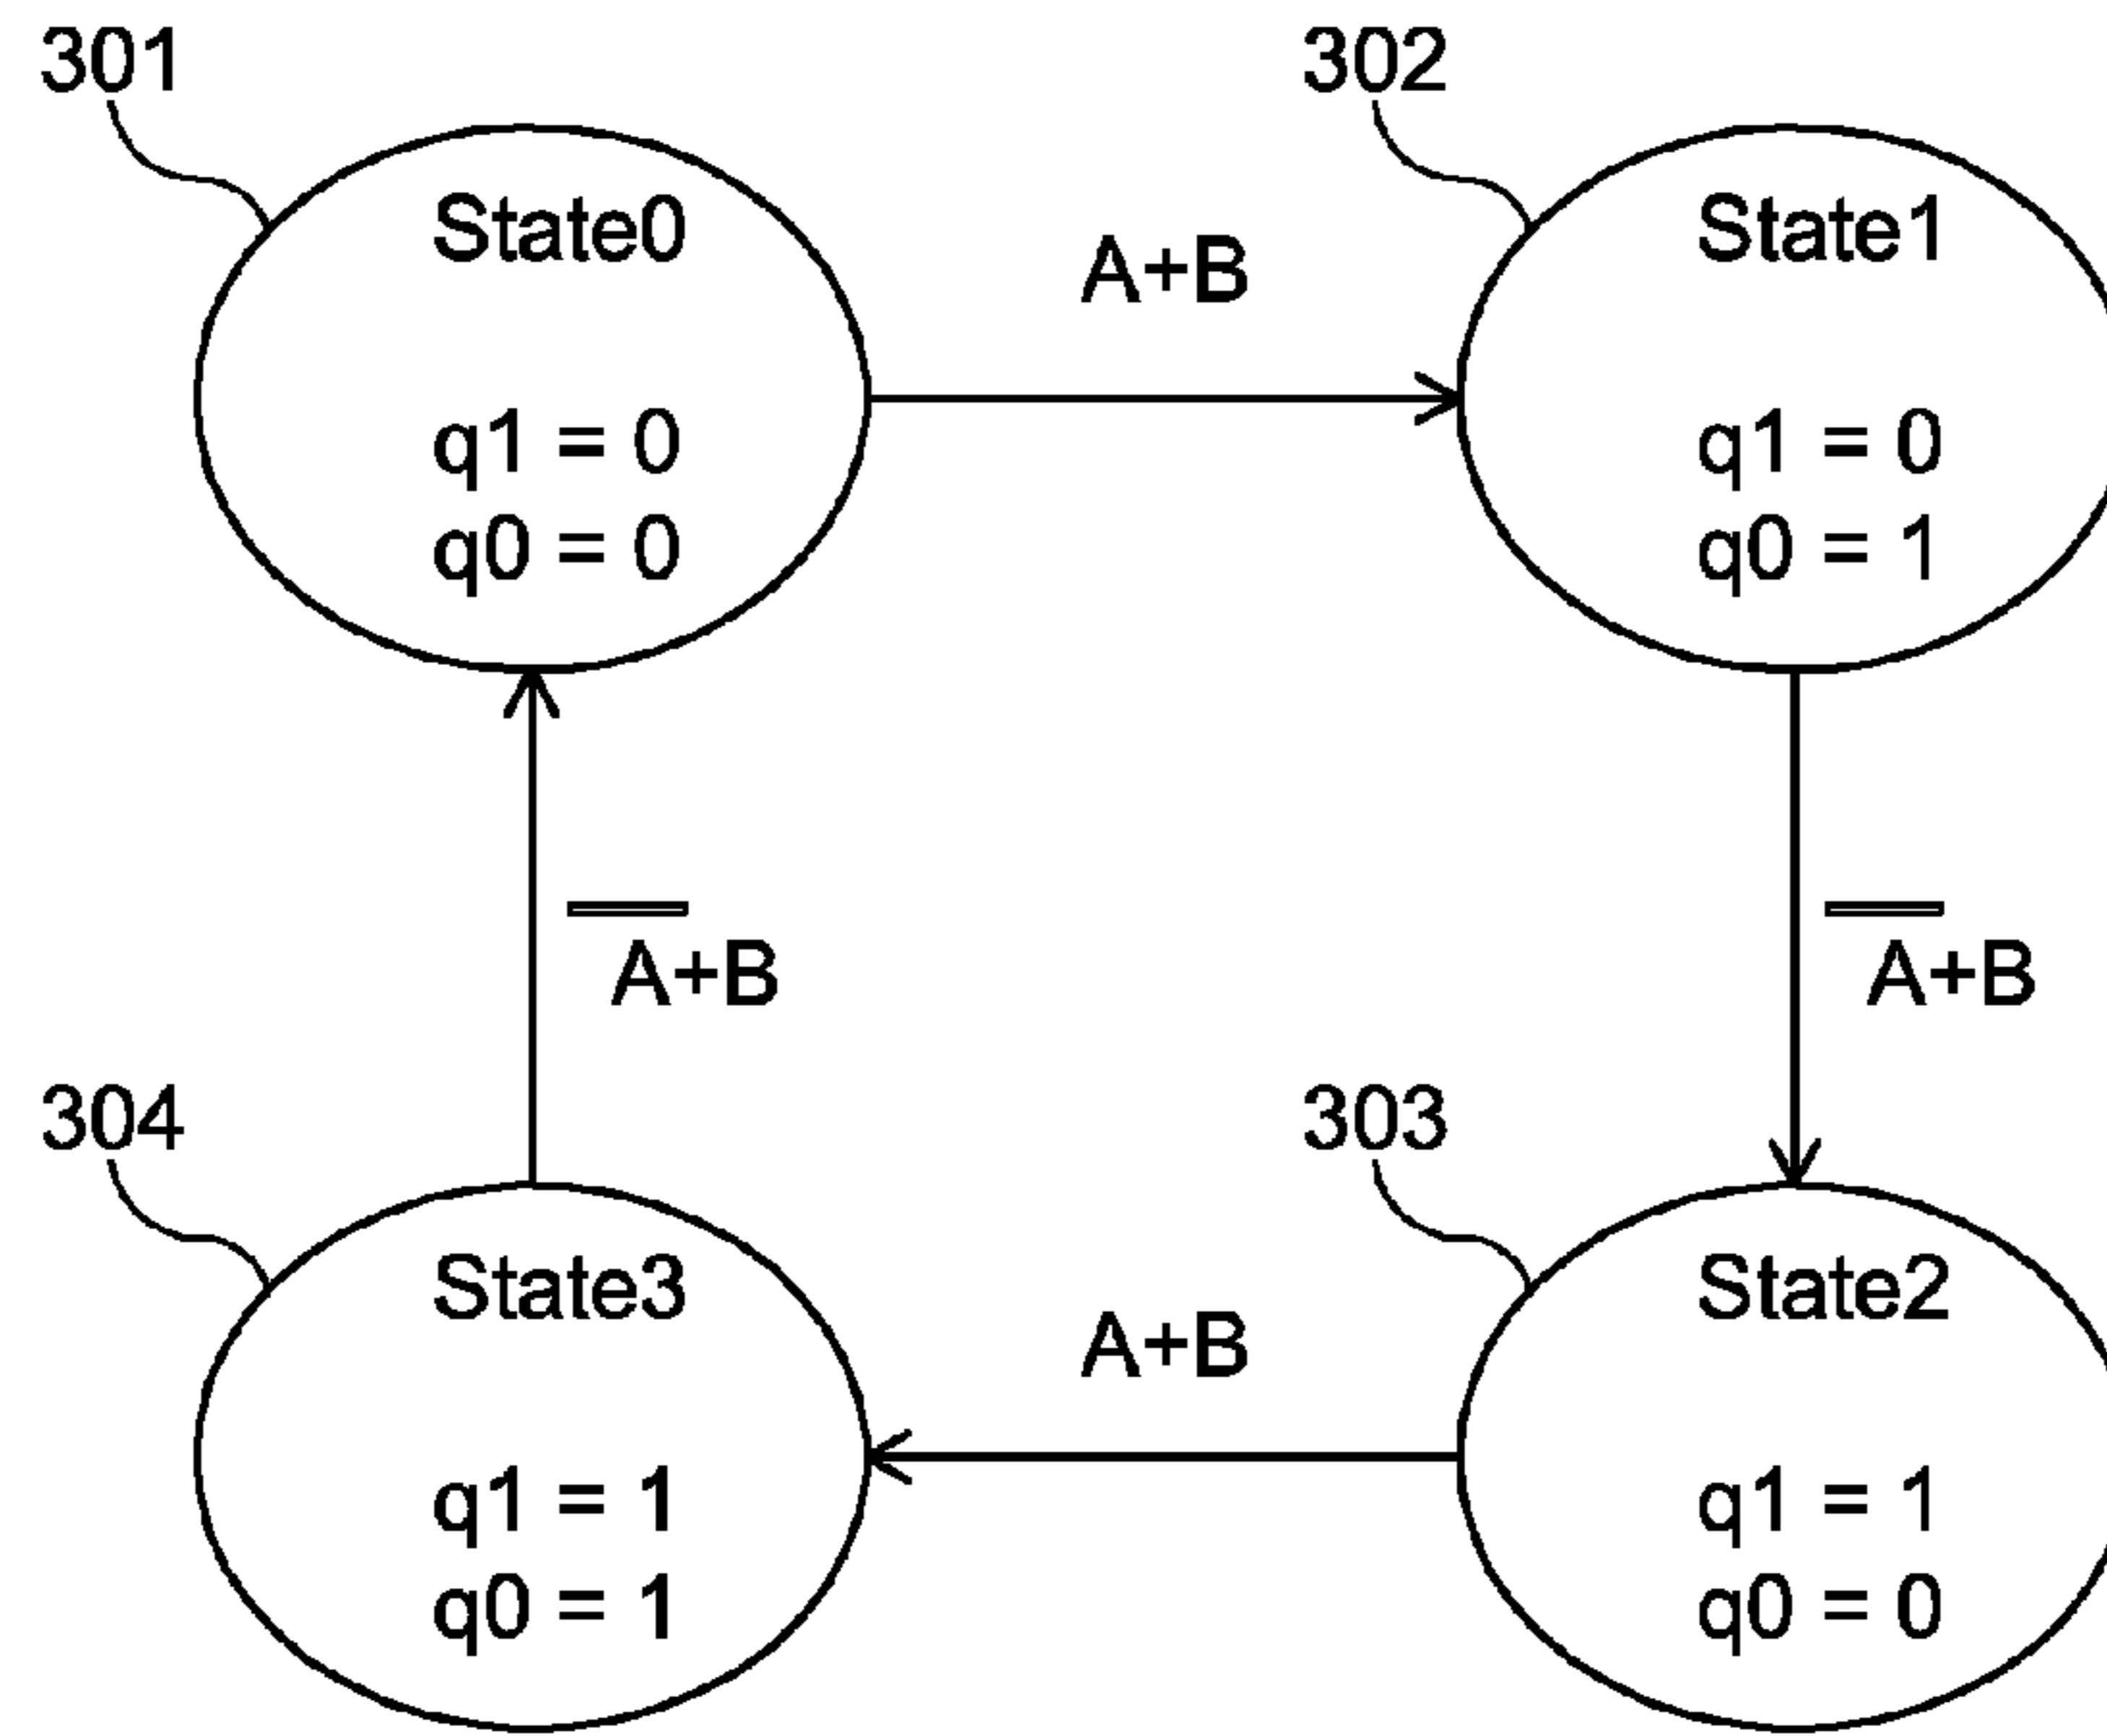 301
302
State0
State1
A+B
q1 = 0
q0 = 0
q1 = 0
q0 = 1
A+B
A+B
304
303
State3
State2
A+B
q1 = 1
q0 = 1
q1 = 1
q0 = 0